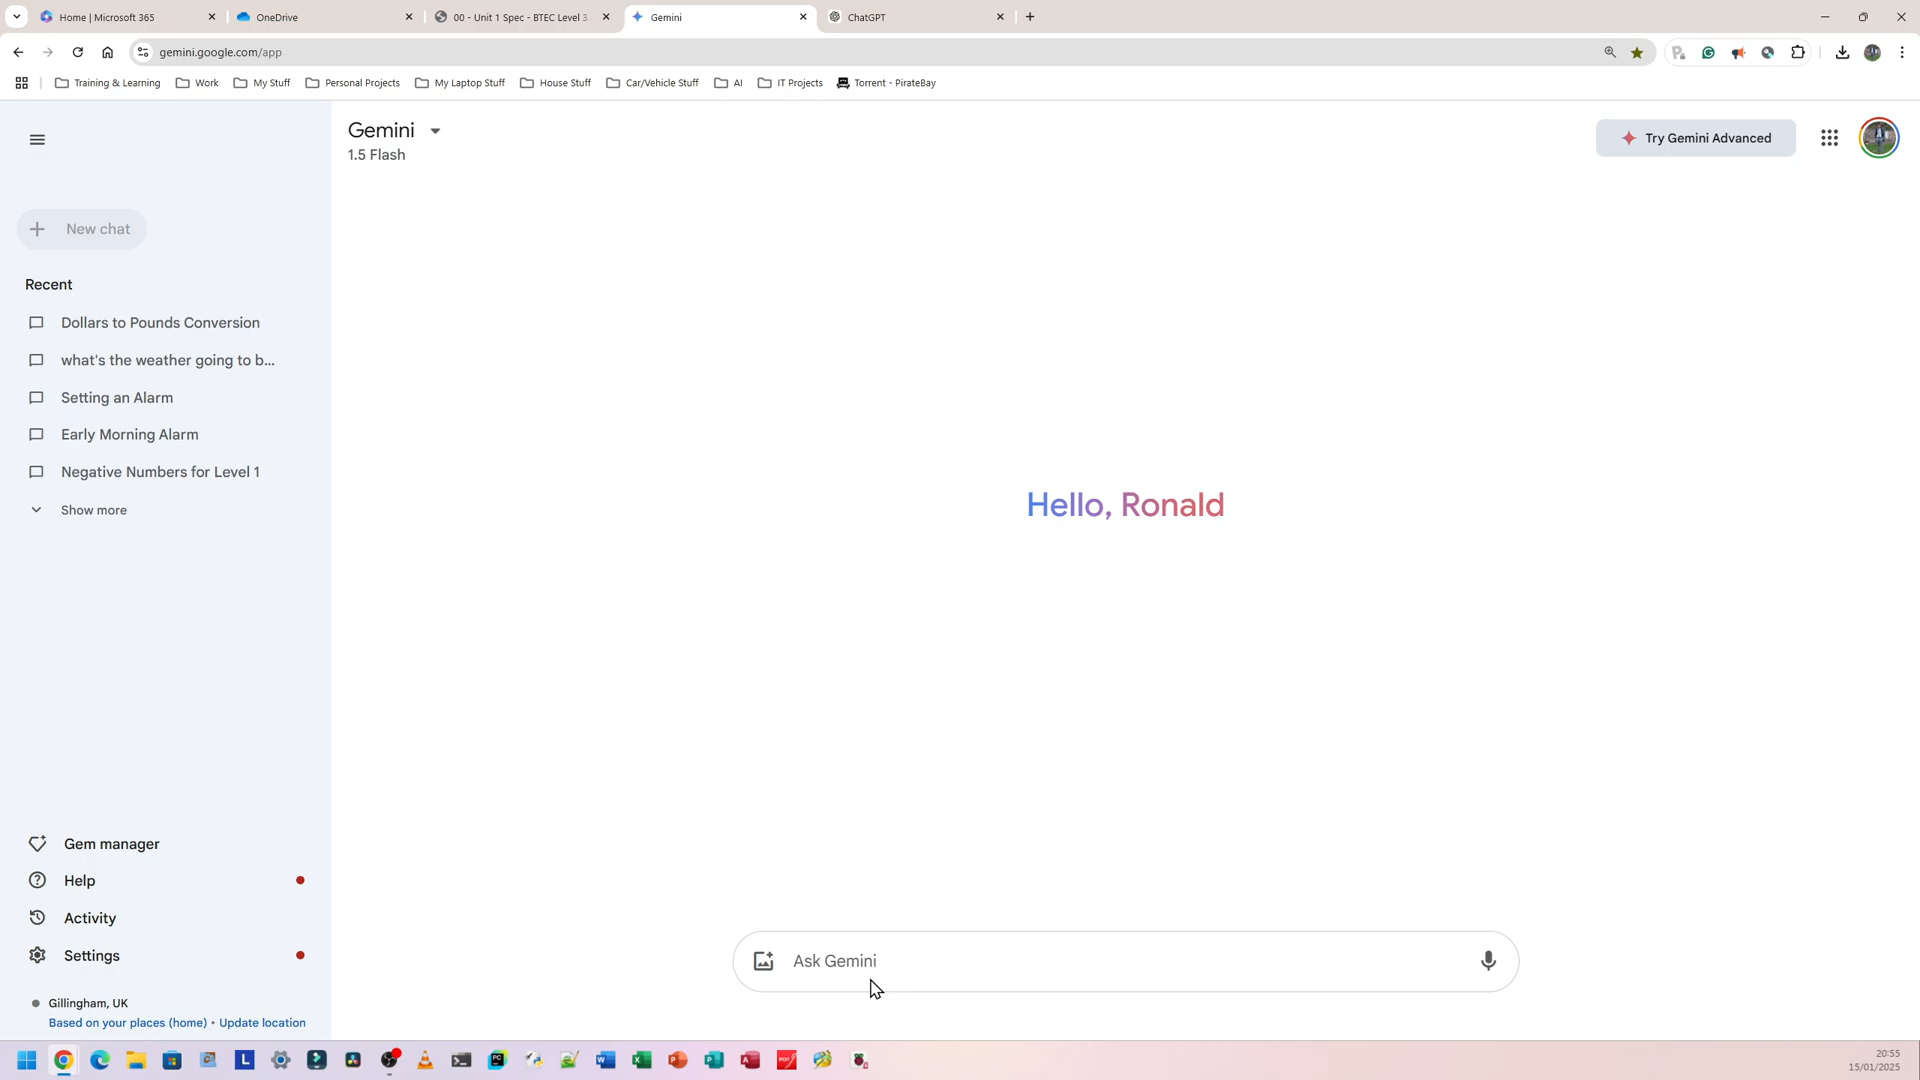 Home | Microsoft 365
OneDrive
00 - Unit 1 Spec - BTEC Level 3
Gemini
ChatGPT
gemini.google.com/app
Training & Learning
Work
My Stuff
Personal Projects
My Laptop Stuff
House Stuff
Car/Vehicle Stuff
AI
IT Projects
Torrent - PirateBay
Gemini
1.5 Flash
Try Gemini Advanced
New chat
Recent
Dollars to Pounds Conversion
what's the weather going to b...
Setting an Alarm
Early Morning Alarm
Negative Numbers for Level 1
Show more
Hello, Ronald
Gem manager
Help
Activity
Settings
Ask Gemini
Gillingham, UK
Based on your places (home) • Update location
20:55
15/01/2025